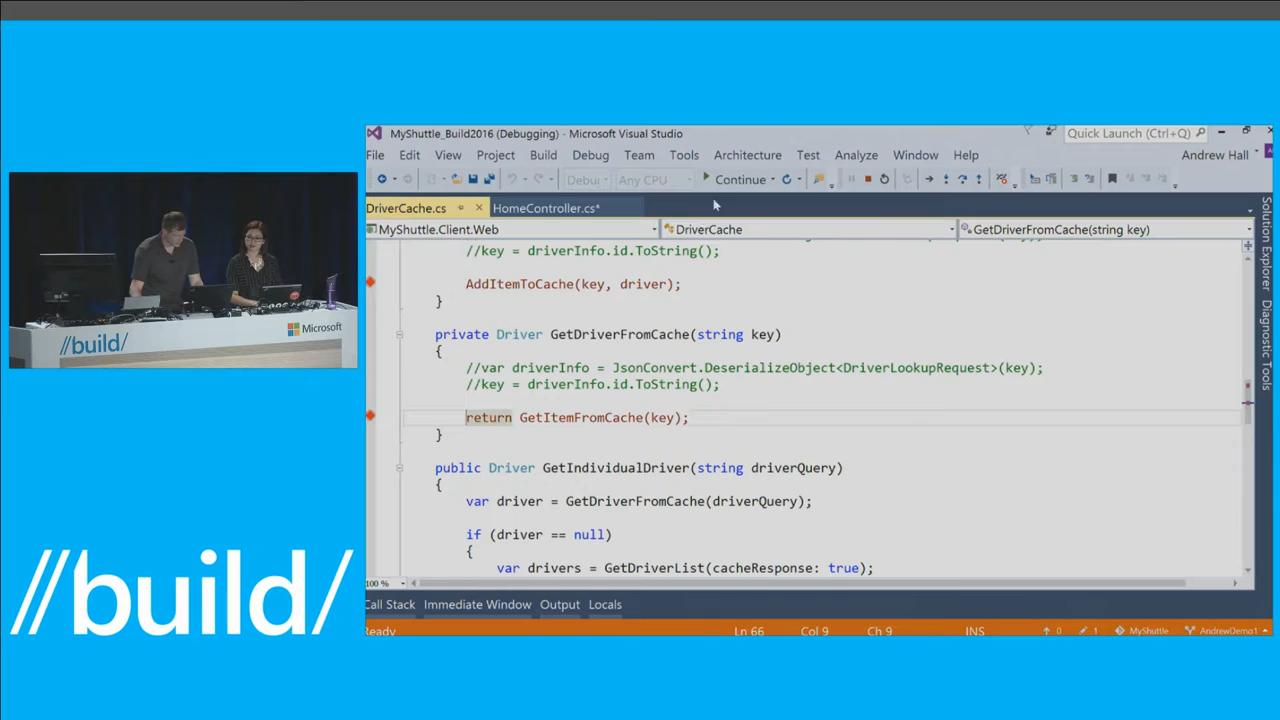 MyShuttle_Build2016 (Debugging) - Microsoft Visual Studio
Quick Launch (Ctrl+Q)
File Edit View Project Build Debug Team Tools Architecture Test Analyze Window Help
Andrew Hall
Any CPU
Continue
DriverCache.cs
HomeController.cs*
MyShuttle.Client.Web
DriverCache
GetDriverFromCache(string key)
//key = driverInfo.id.ToString();
AddItemToCache(key, driver);
}
private Driver GetDriverFromCache(string key)
{
//var driverInfo = JsonConvert.DeserializeObject<DriverLookupRequest>(key);
//key = driverInfo.id.ToString();
return GetItemFromCache(key);
}
public Driver GetIndividualDriver(string driverQuery)
{
var driver = GetDriverFromCache(driverQuery);
if (driver == null)
{
var drivers = GetDriverList(cacheResponse: true);
100 %
Call Stack Immediate Window Output Locals
Ready Ln 66 Col 9 Ch 9 INS 0 1 MyShuttle AndrewDemo1
Solution Explorer
Diagnostic Tools
//build/
Microsoft
//build/